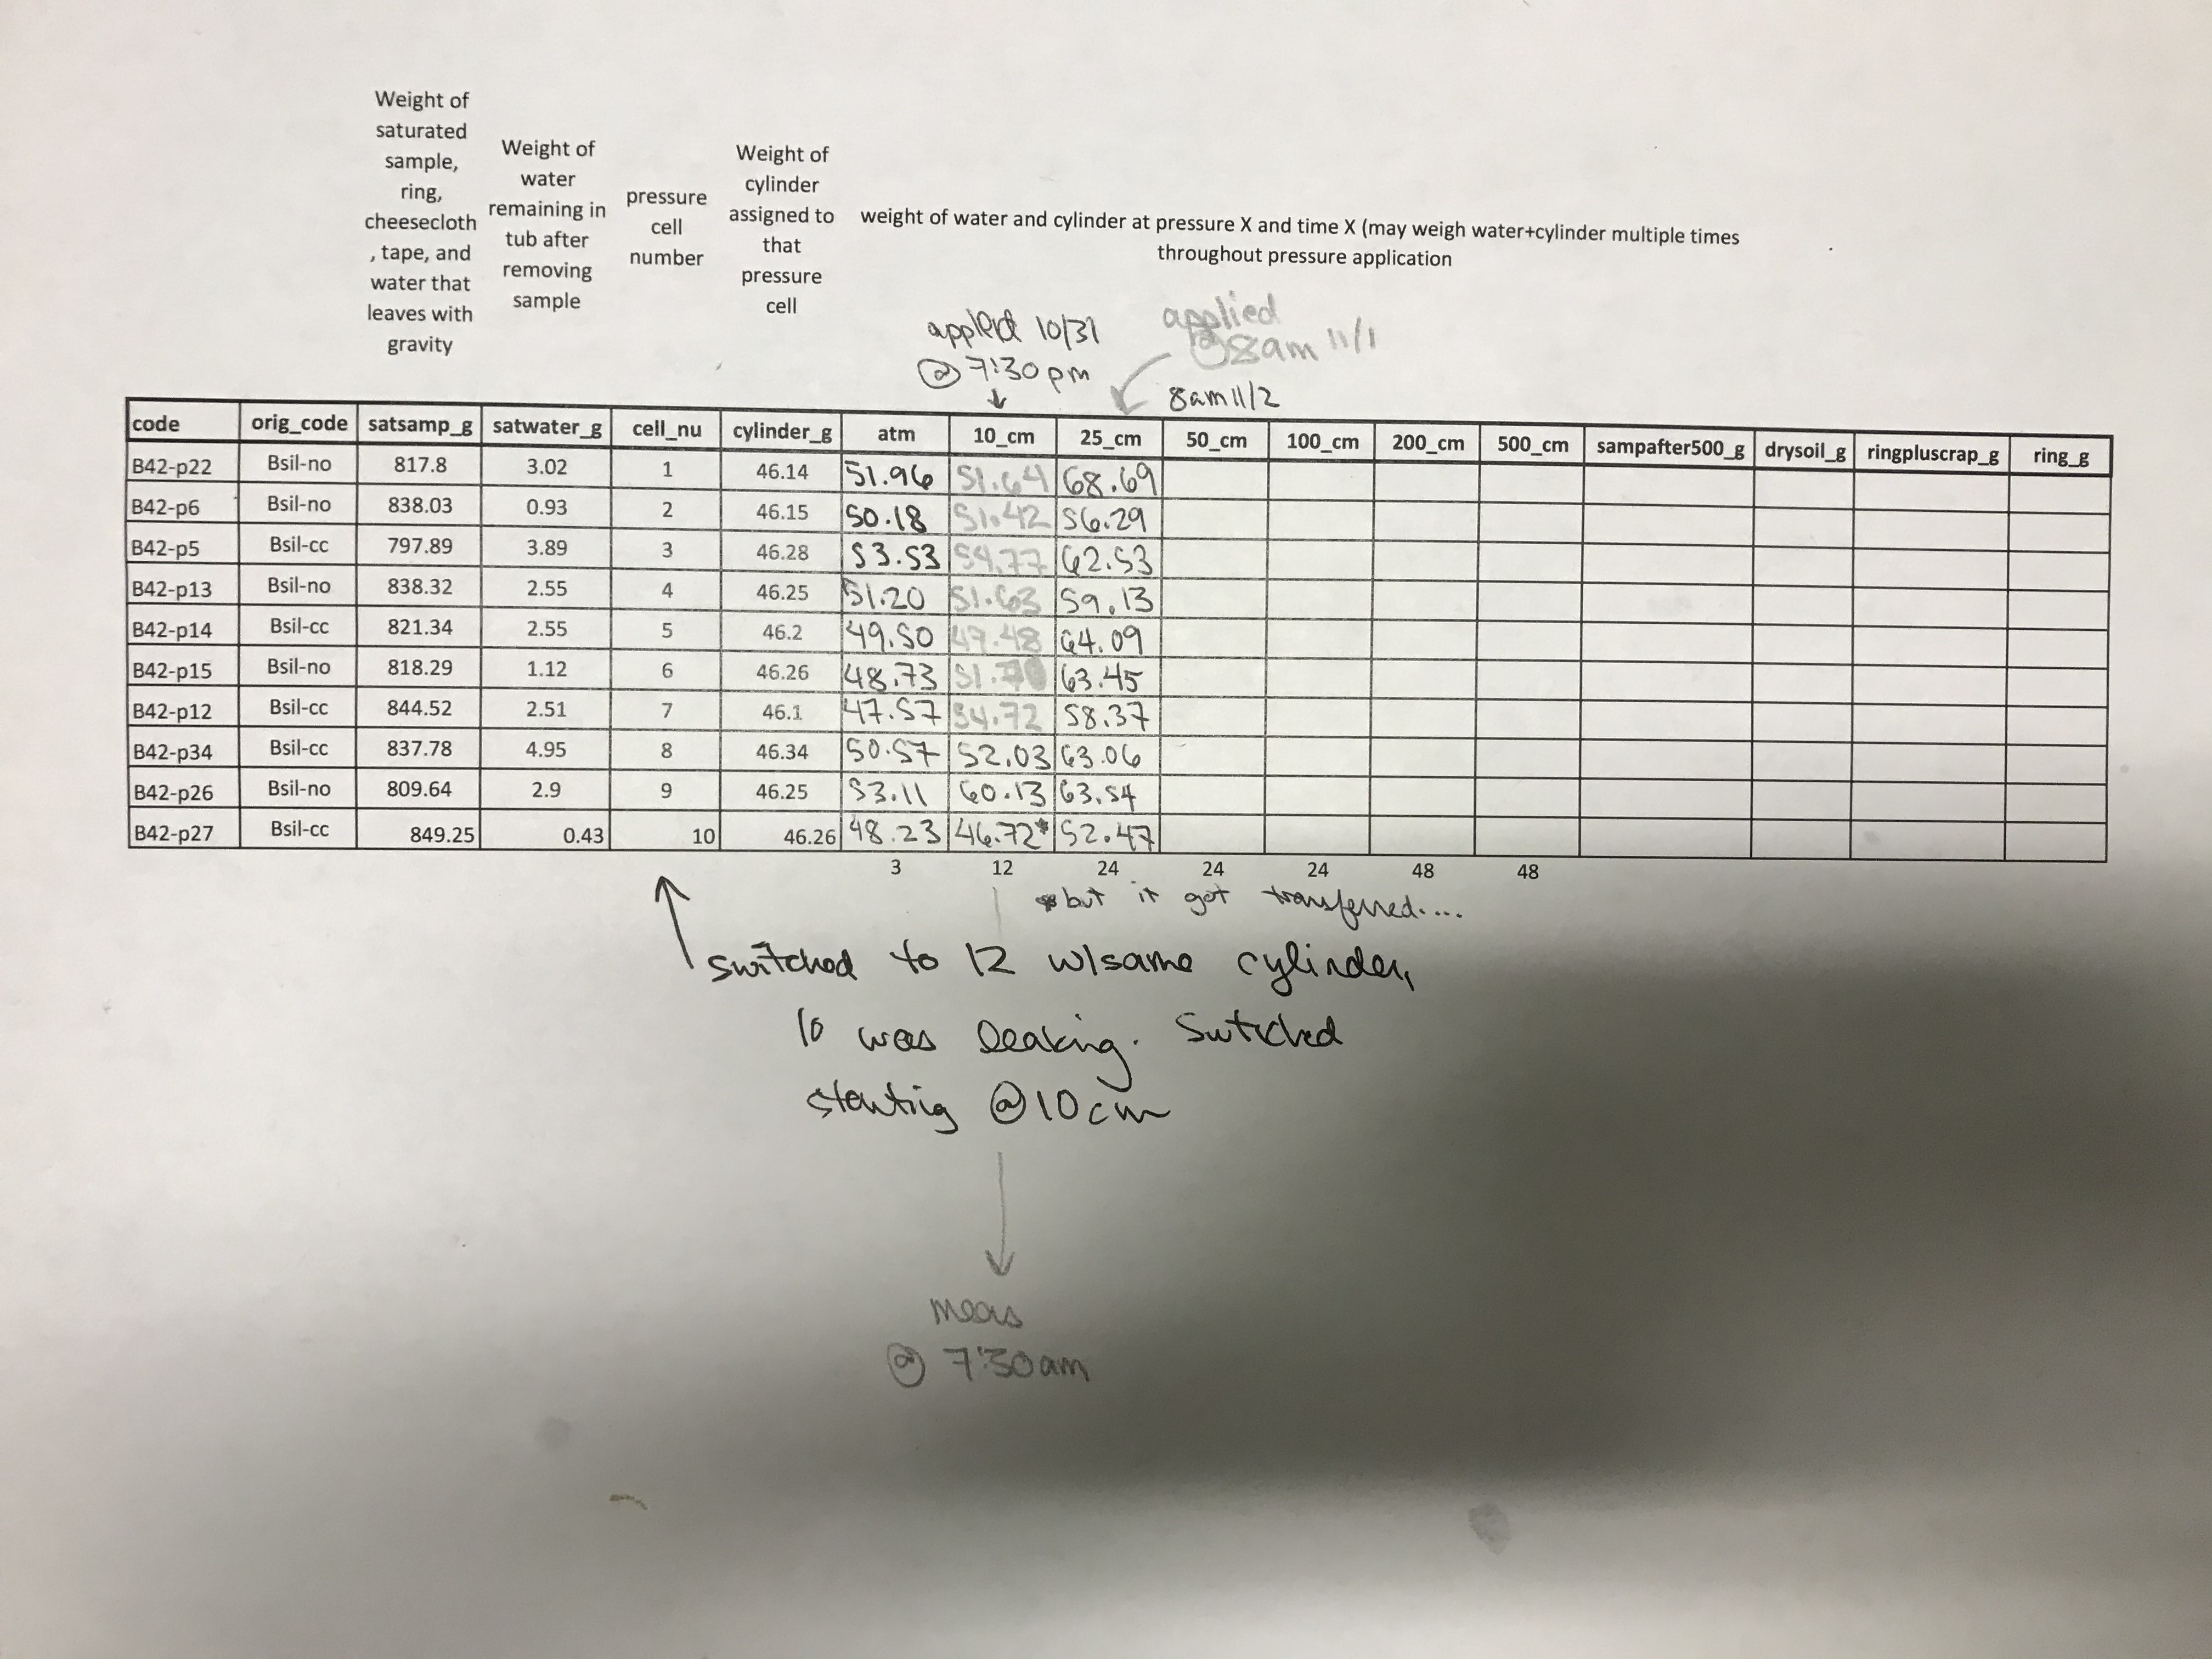 Weight of
saturated
sample,
ring,
cheesecloth
, tape, and
water that
leaves with
gravity
Weight of
water
remaining in
tub after
removing
sample
pressure
cell
number
Weight of
cylinder
assigned to
that
pressure
cell
weight of water and cylinder at pressure X and time X (may weigh water+cylinder multiple times
throughout pressure application
applied 10/31
@ 7:30 pm
applied
@8am 11/1
8am 11/2
code orig_code satsamp_g satwater_g cell_nu cylinder_g atm 10_cm 25_cm 50_cm 100_cm 200_cm 500_cm sampafter500_g drysoil_g ringpluscrap_g ring_g
B42-p22 Bsil-no 817.8 3.02 1 46.14 51.96 51.64 68.69
B42-p6 Bsil-no 838.03 0.93 2 46.15 50.18 51.42 56.29
B42-p5 Bsil-cc 797.89 3.89 3 46.28 53.53 54.77 62.53
B42-p13 Bsil-no 838.32 2.55 4 46.25 51.20 51.63 59.13
B42-p14 Bsil-cc 821.34 2.55 5 46.2 49.50 47.48 64.09
B42-p15 Bsil-no 818.29 1.12 6 46.26 48.73 63.45
B42-p12 Bsil-cc 844.52 2.51 7 46.1 47.57 54.72 58.37
B42-p34 Bsil-cc 837.78 4.95 8 46.34 50.57 52.03 63.06
B42-p26 Bsil-no 809.64 2.9 9 46.25 53.11 60.13 63.54
B42-p27 Bsil-cc 849.25 0.43 10 46.26 48.23 46.72* 52.47
3 12 24 24 24 48 48
* but it got transferred....
switched to 12 w/same cylinder,
10 was leaking. Switched
starting @10cm
meas
@ 7:30am